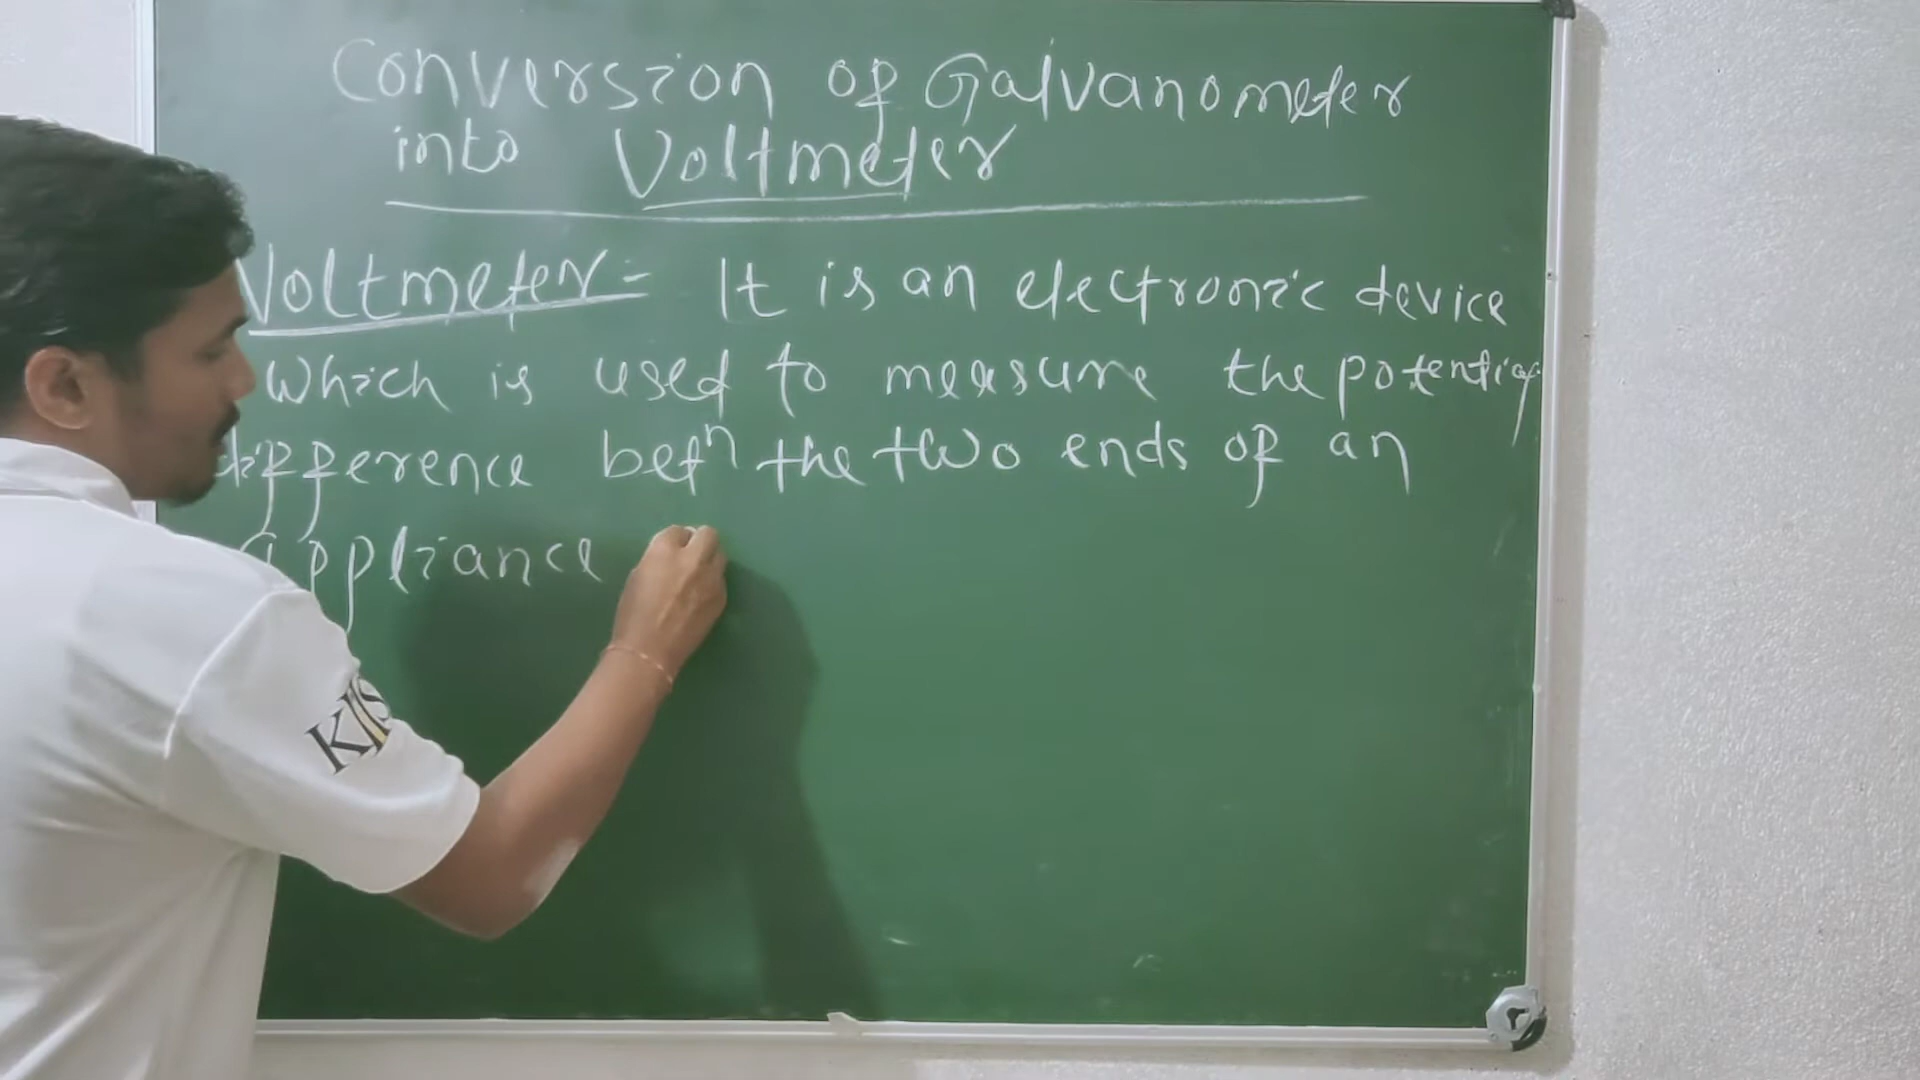 Conversion of Galvanometer
into Voltmeter
Voltmeter = It is an electronic device
Which is used to measure the potential
difference betn the two ends of an
appliance